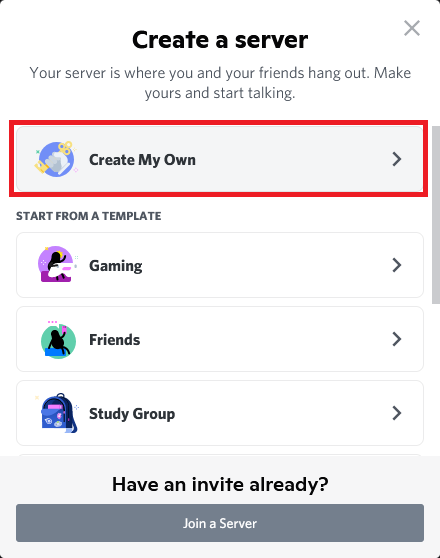 Create a server
Your server is where you and your friends hang out. Make
yours and start talking.
Create My Own
START FROM A TEMPLATE
Gaming
Friends
Study Group
Have an invite already?
Join a Server